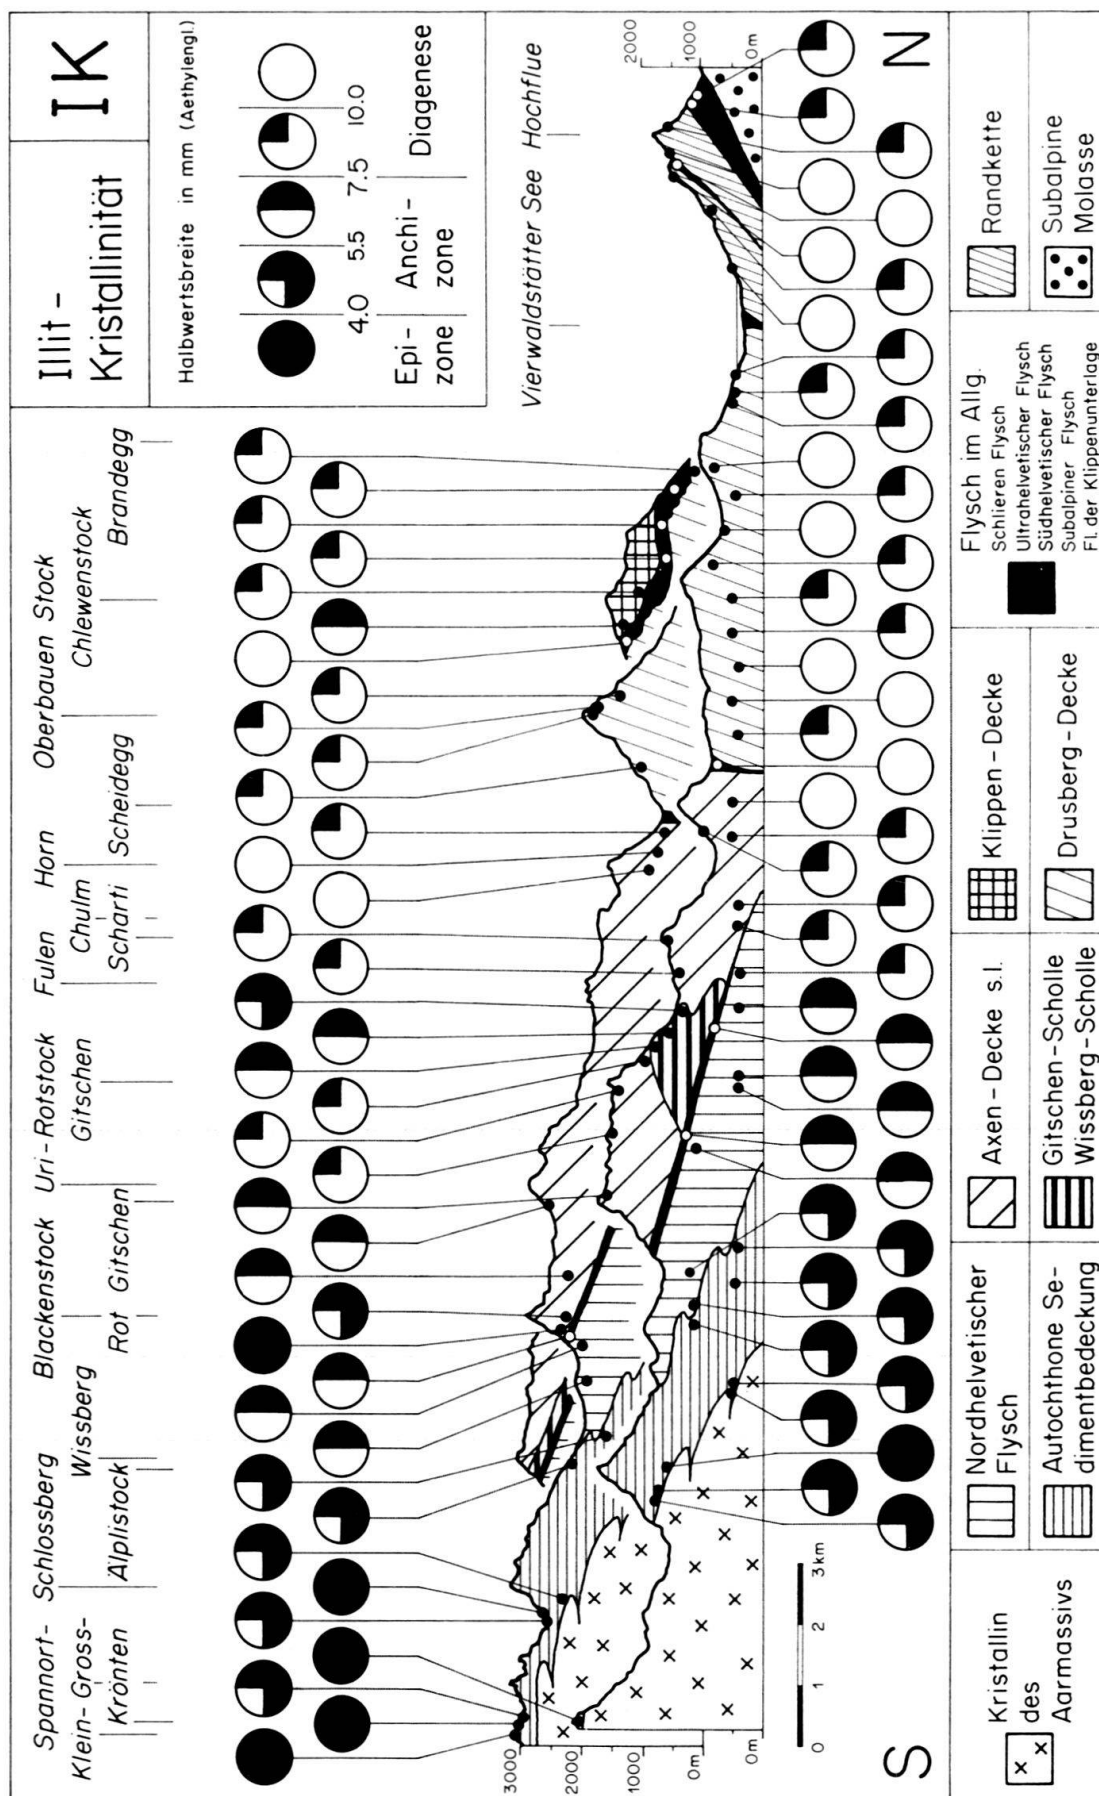 Illit -
Kristallinität
IK
Halbwertsbreite in mm (Aethylengl.)
4.0
5.5
7.5
10.0
Epi-
zone
Anchi-
zone
Diagenese
Spannort-
Klein-Gross-
Krönten
Schlossberg
Älplistock
Wissberg
Blackenstock
Rot Gitschen
Uri-Rotstock
Gitschen
Fulen
Scharti
Chulm
Horn
Scheidegg
Oberbauen Stock
Chlewenstock
Brandegg
Vierwaldstätter See
Hochflue
3000
2000
1000
0m
1000
0m
2000
1000
0m
0
1
2
3km
S
N
Kristallin
des
Aarmassivs
Nordhelvetischer
Flysch
Autochthone Se-
dimentbedeckung
Axen-Decke s.l.
Gitschen-Scholle
Wissberg-Scholle
Klippen-Decke
Drusberg-Decke
Flysch im Allg.
Schlieren Flysch
Ultrahelvetischer Flysch
Südhelvetischer Flysch
Subalpiner Flysch
Fl. der Klippenunterlage
Randkette
Subalpine
Molasse